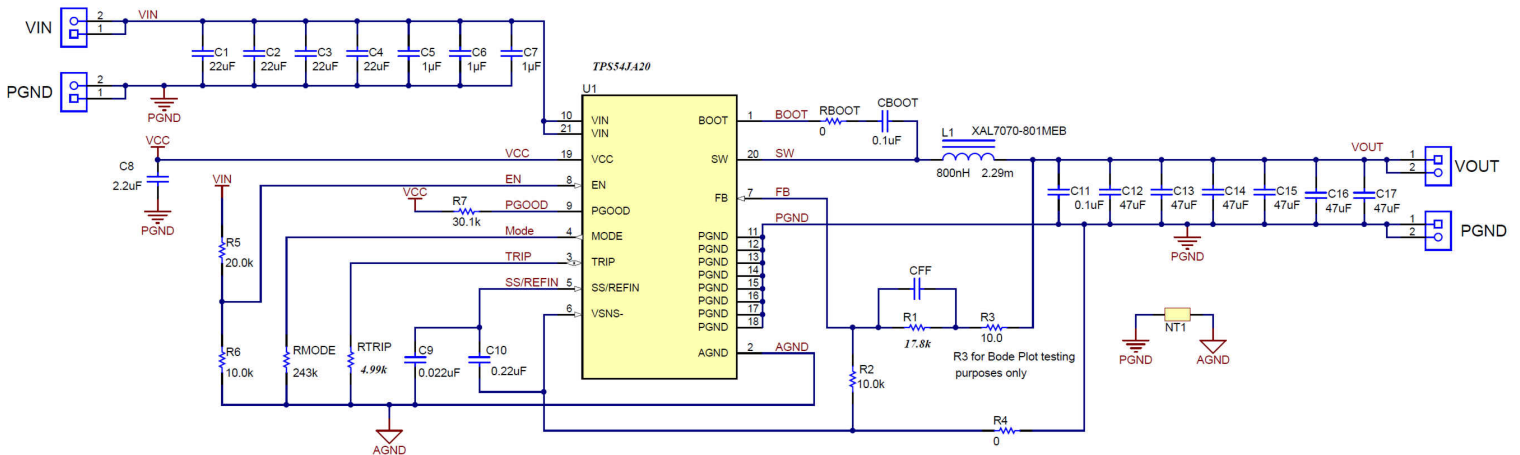 VIN
2
1
VIN
PGND
2
1
PGND
C1
22uF
C2
22uF
C3
22uF
C4
22uF
C5
1µF
C6
1µF
C7
1µF
TPS54JA20
U1
10
VIN
21
VIN
VCC
C8
2.2uF
PGND
VCC
19
VCC
VIN
EN
8
EN
VCC
R7
30.1k
PGOOD
9
PGOOD
Mode
4
MODE
TRIP
3
TRIP
SS/REFIN
5
SS/REFIN
6
VSNS-
R5
20.0k
R6
10.0k
RMODE
243k
RTRIP
4.99k
C9
0.022uF
C10
0.22uF
AGND
BOOT
1
BOOT
RBOOT
0
CBOOT
0.1uF
SW
20
SW
L1
XAL7070-801MEB
800nH
2.29m
FB
7
FB
PGND
PGND
11
PGND
12
PGND
13
PGND
14
PGND
15
PGND
16
PGND
17
PGND
18
AGND
2
AGND
CFF
R1
17.8k
R3
10.0
R3 for Bode Plot testing
purposes only
R2
10.0k
R4
0
C11
0.1uF
C12
47uF
C13
47uF
C14
47uF
C15
47uF
C16
47uF
C17
47uF
PGND
VOUT
1
2
VOUT
1
2
PGND
NT1
PGND
AGND